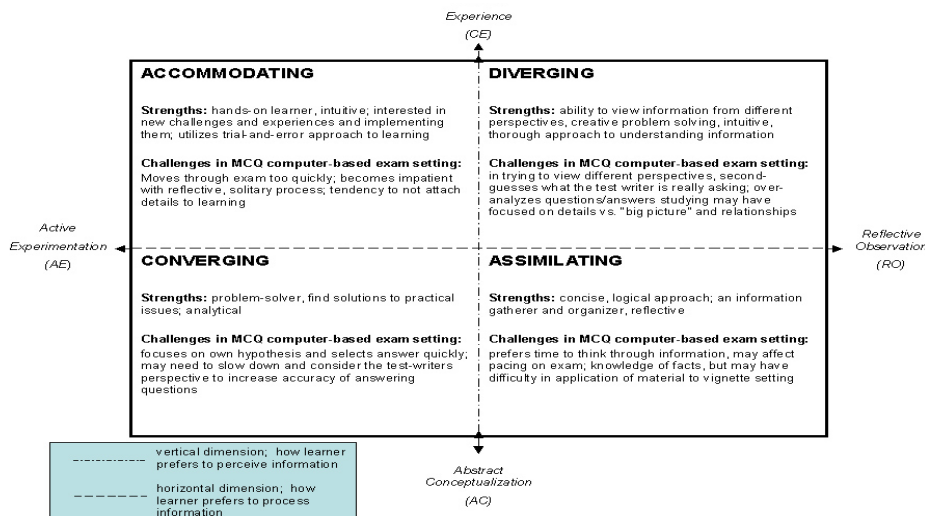 Experience
(CE)
ACCOMMODATING
Strengths: hands-on learner, intuitive; interested in
new challenges and experiences and implementing
them; utilizes trial-and-error approach to learning
Challenges in MCQ computer-based exam setting:
Moves through exam too quickly; becomes impatient
with reflective, solitary process; tendency to not attach
details to learning
DIVERGING
Strengths: ability to view information from different
perspectives, creative problem solving, intuitive,
thorough approach to understanding information
Challenges in MCQ computer-based exam setting:
in trying to view different perspectives, second-
guesses what the test writer is really asking; over-
analyzes questions/answers studying may have
focused on details vs. "big picture" and relationships
Active
Experimentation
(AE)
Reflective
Observation
(RO)
CONVERGING
Strengths: problem-solver, find solutions to practical
issues; analytical
Challenges in MCQ computer-based exam setting:
focuses on own hypothesis and selects answer quickly;
may need to slow down and consider the test-writers
perspective to increase accuracy of answering
questions
ASSIMILATING
Strengths: concise, logical approach; an information
gatherer and organizer, reflective
Challenges in MCQ computer-based exam setting:
prefers time to think through information, may affect
pacing on exam; knowledge of facts, but may have
difficulty in application of material to vignette setting
vertical dimension; how learner
prefers to perceive information
horizontal dimension; how
learner prefers to process
information
Abstract
Conceptualization
(AC)